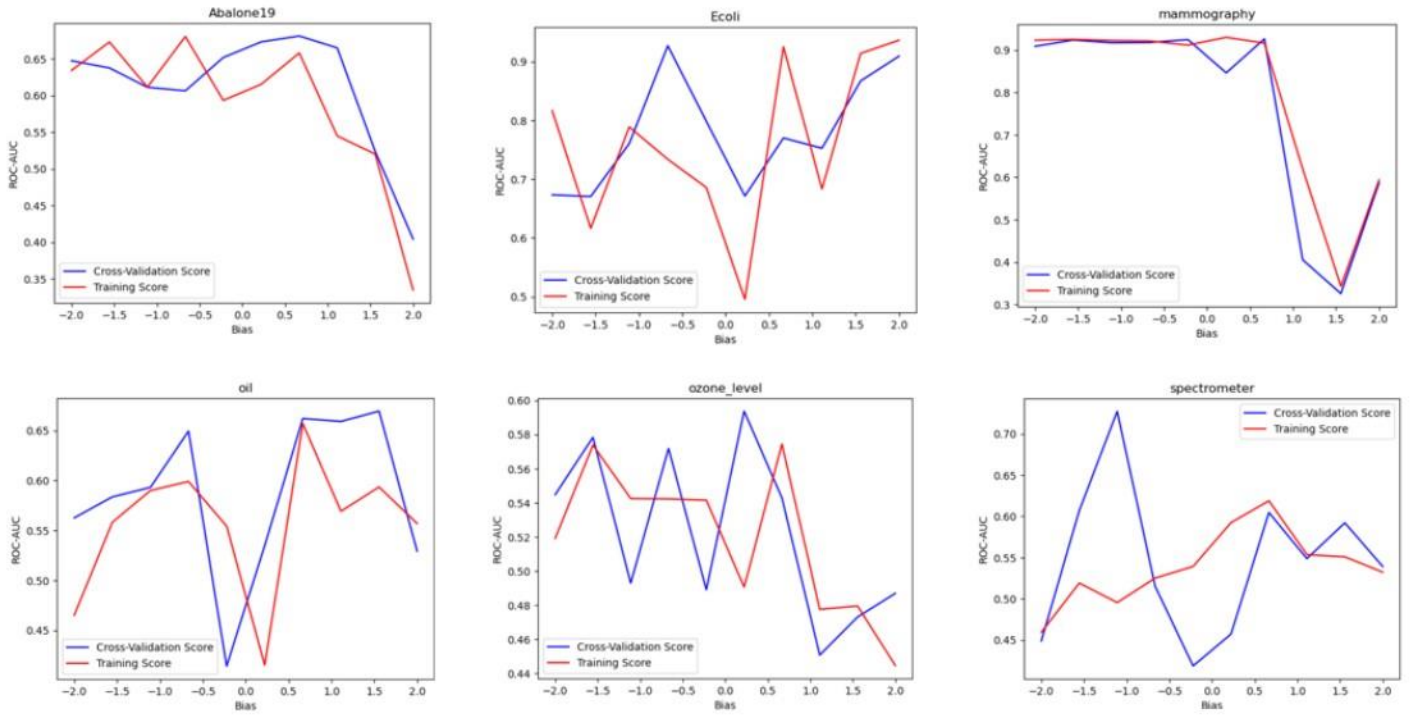 Abalone19
ROC-AUC
0.65
0.60
0.55
0.50
0.45
0.40
0.35
Cross-Validation Score
Training Score
−2.0 −1.5 −1.0 −0.5 0.0 0.5 1.0 1.5 2.0
Bias
Ecoli
ROC-AUC
0.9
0.8
0.7
0.6
0.5
Cross-Validation Score
Training Score
−2.0 −1.5 −1.0 −0.5 0.0 0.5 1.0 1.5 2.0
Bias
mammography
ROC-AUC
0.9
0.8
0.7
0.6
0.5
0.4
0.3
Cross-Validation Score
Training Score
−2.0 −1.5 −1.0 −0.5 0.0 0.5 1.0 1.5 2.0
Bias
oil
ROC-AUC
0.65
0.60
0.55
0.50
0.45
Cross-Validation Score
Training Score
−2.0 −1.5 −1.0 −0.5 0.0 0.5 1.0 1.5 2.0
Bias
ozone_level
ROC-AUC
0.60
0.58
0.56
0.54
0.52
0.50
0.48
0.46
0.44
Cross-Validation Score
Training Score
−2.0 −1.5 −1.0 −0.5 0.0 0.5 1.0 1.5 2.0
Bias
spectrometer
ROC-AUC
Cross-Validation Score
Training Score
0.70
0.65
0.60
0.55
0.50
0.45
−2.0 −1.5 −1.0 −0.5 0.0 0.5 1.0 1.5 2.0
Bias